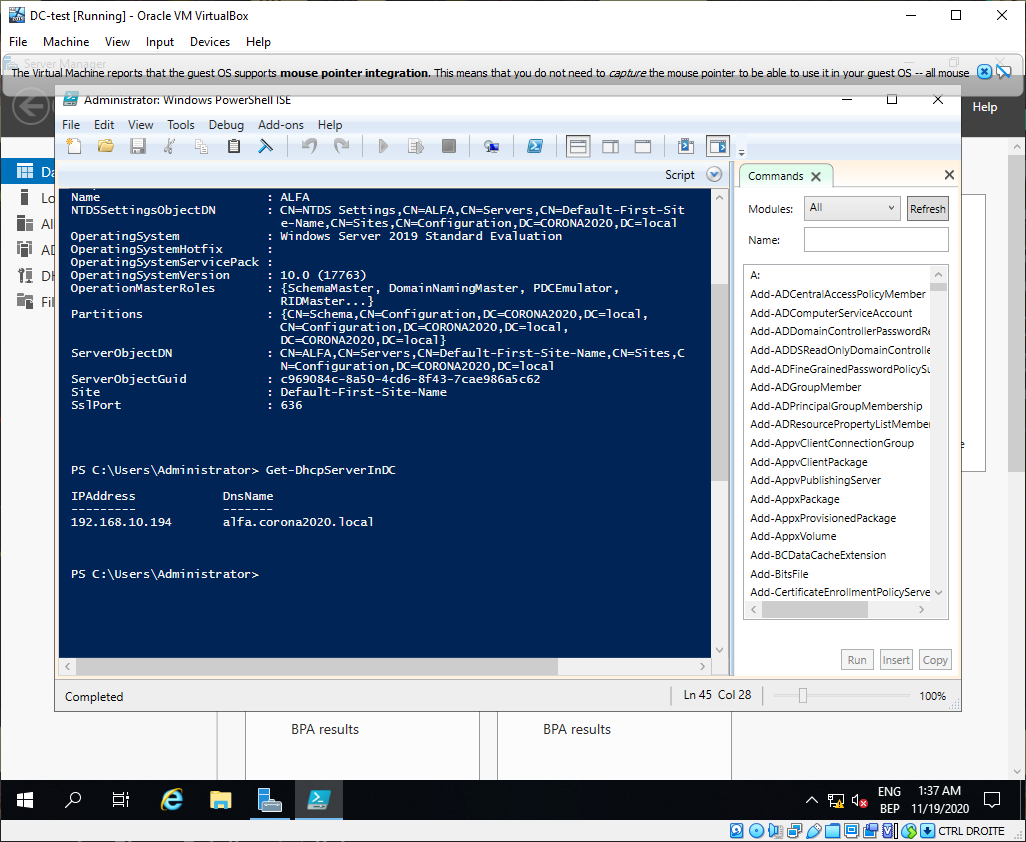 DC-test [Running] - Oracle VM VirtualBox
File Machine View Input Devices Help
Server Manager
The Virtual Machine reports that the guest OS supports mouse pointer integration. This means that you do not need to capture the mouse pointer to be able to use it in your guest OS -- all mouse
Administrator: Windows PowerShell ISE
Help
File Edit View Tools Debug Add-ons Help
Script
Commands
Modules: All Refresh
Name:
Name : ALFA
NTDSSettingsObjectDN : CN=NTDS Settings,CN=ALFA,CN=Servers,CN=Default-First-Sit
e-Name,CN=Sites,CN=Configuration,DC=CORONA2020,DC=local
OperatingSystem : Windows Server 2019 Standard Evaluation
OperatingSystemHotfix :
OperatingSystemServicePack :
OperatingSystemVersion : 10.0 (17763)
OperationMasterRoles : {SchemaMaster, DomainNamingMaster, PDCEmulator,
RIDMaster...}
Partitions : {CN=Schema,CN=Configuration,DC=CORONA2020,DC=local,
CN=Configuration,DC=CORONA2020,DC=local,
DC=CORONA2020,DC=local}
ServerObjectDN : CN=ALFA,CN=Servers,CN=Default-First-Site-Name,CN=Sites,C
N=Configuration,DC=CORONA2020,DC=local
ServerObjectGuid : c969084c-8a50-4cd6-8f43-7cae986a5c62
Site : Default-First-Site-Name
SslPort : 636
PS C:\Users\Administrator> Get-DhcpServerInDC
IPAddress DnsName
--------- -------
192.168.10.194 alfa.corona2020.local
PS C:\Users\Administrator>
A:
Add-ADCentralAccessPolicyMember
Add-ADComputerServiceAccount
Add-ADDomainControllerPasswordRe
Add-ADDSReadOnlyDomainControlle
Add-ADFineGrainedPasswordPolicySu
Add-ADGroupMember
Add-ADPrincipalGroupMembership
Add-ADResourcePropertyListMember
Add-AppvClientConnectionGroup
Add-AppvClientPackage
Add-AppvPublishingServer
Add-AppxPackage
Add-AppxProvisionedPackage
Add-AppxVolume
Add-BCDataCacheExtension
Add-BitsFile
Add-CertificateEnrollmentPolicyServe
Run Insert Copy
Da
Lo
Al
AD
DH
Fil
e
Completed
Ln 45 Col 28
100%
BPA results
BPA results
ENG
BEP
1:37 AM
11/19/2020
CTRL DROITE